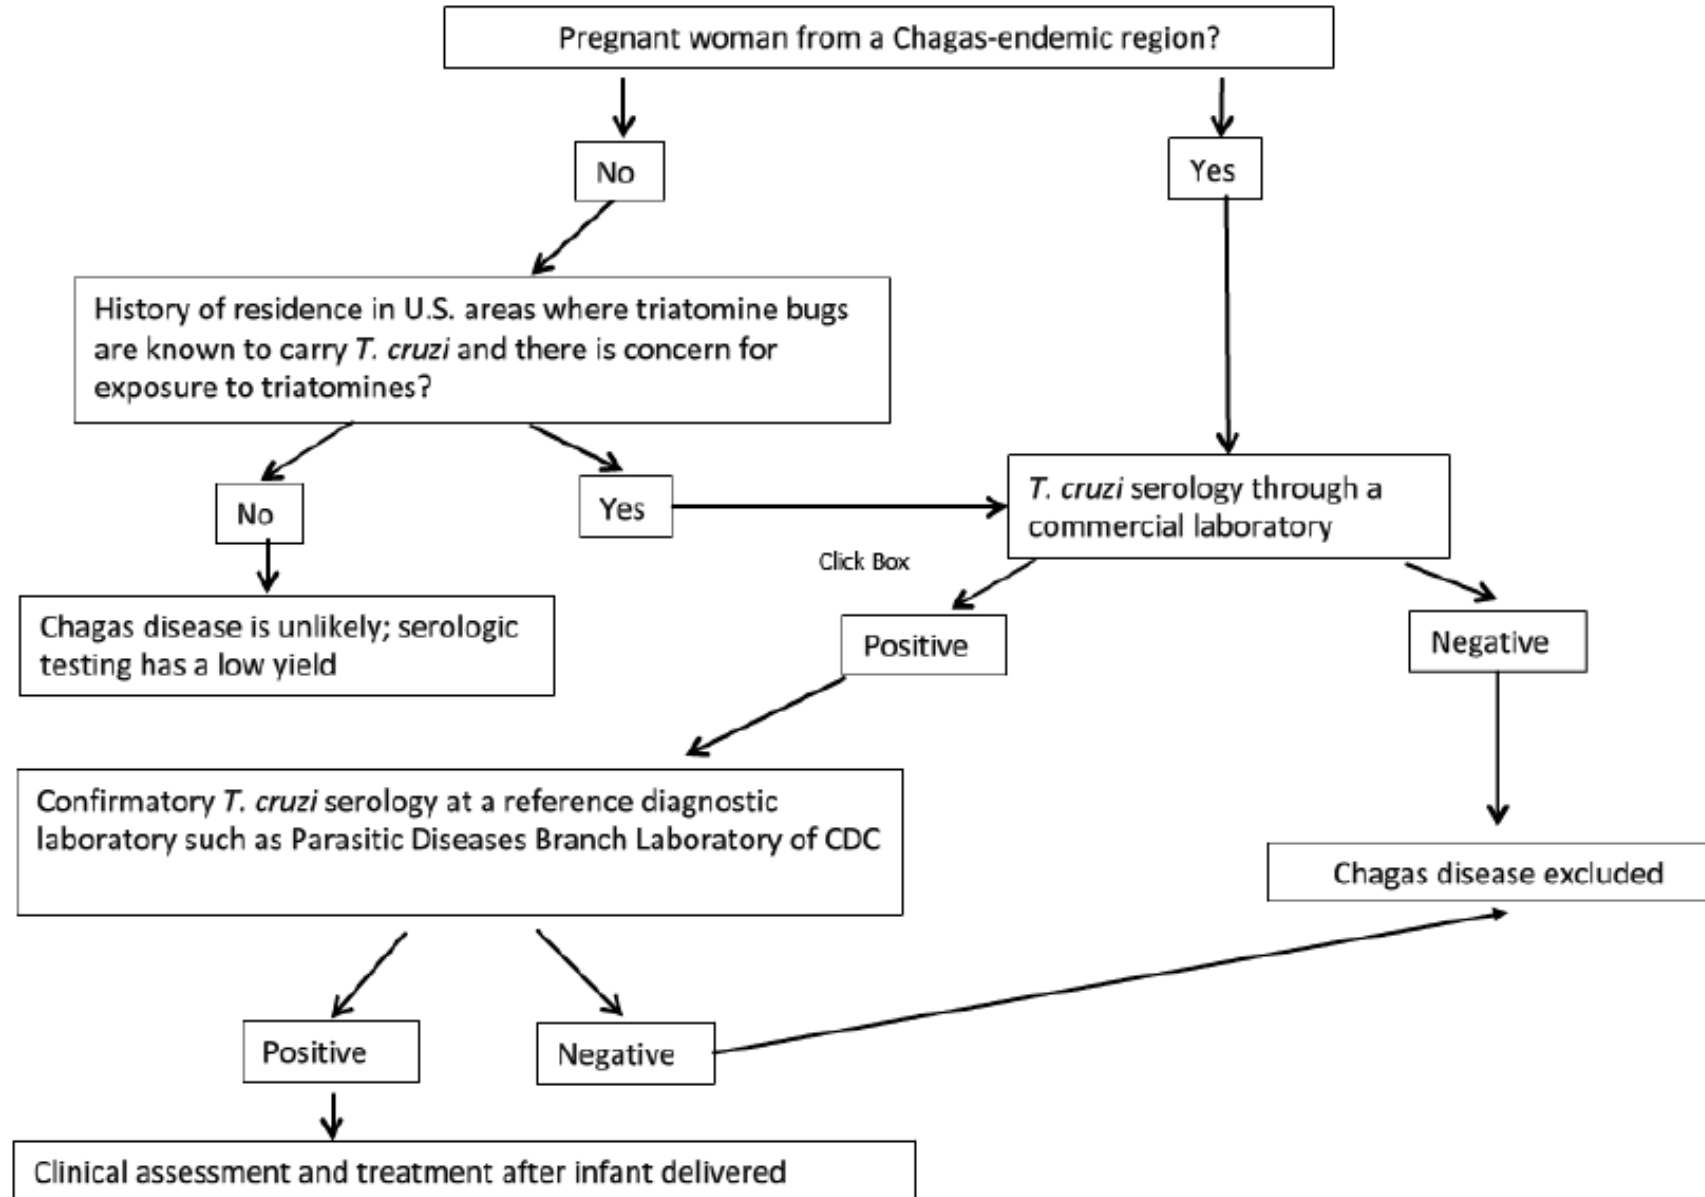 Pregnant woman from a Chagas-endemic region?
No
Yes
History of residence in U.S. areas where triatomine bugs
are known to carry T. cruzi and there is concern for
exposure to triatomines?
No
Yes
T. cruzi serology through a
commercial laboratory
Click Box
Chagas disease is unlikely; serologic
testing has a low yield
Positive
Negative
Confirmatory T. cruzi serology at a reference diagnostic
laboratory such as Parasitic Diseases Branch Laboratory of CDC
Chagas disease excluded
Positive
Negative
Clinical assessment and treatment after infant delivered